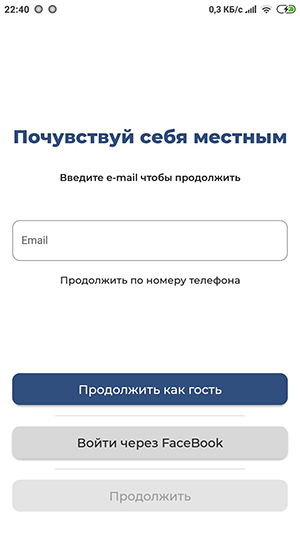 22:40 0,3 КБ/с
Почувствуй себя местным
Введите e-mail чтобы продолжить
Email
Продолжить по номеру телефона
Продолжить как гость
Войти через FaceBook
Продолжить